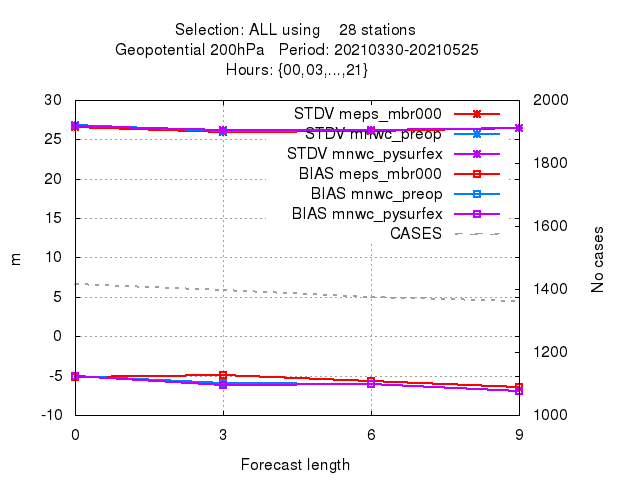 Selection: ALL using    28 stations
Geopotential 200hPa   Period: 20210330-20210525
Hours: {00,03,...,21}
30 2000
STDV meps_mbr000
25 STDV mnwc_preop
STDV mnwc_pysurfex 1800
20 BIAS meps_mbr000
BIAS mnwc_preop
15 BIAS mnwc_pysurfex 1600
CASES
10
m
No cases
5 1400
0
-5 1200
-10 1000
0 3 6 9
Forecast length